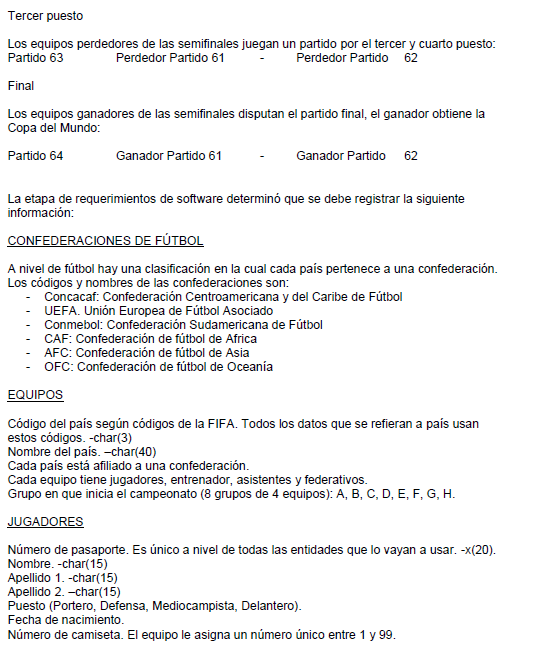 Tercer puesto
Los equipos perdedores de las semifinales juegan un partido por el tercer y cuarto puesto:
Partido 63 Perdedor Partido 61 - Perdedor Partido 62
Final
Los equipos ganadores de las semifinales disputan el partido final, el ganador obtiene la
Copa del Mundo:
Partido 64 Ganador Partido 61 - Ganador Partido 62
La etapa de requerimientos de software determinó que se debe registrar la siguiente
información:
CONFEDERACIONES DE FÚTBOL
A nivel de fútbol hay una clasificación en la cual cada país pertenece a una confederación.
Los códigos y nombres de las confederaciones son:
- Concacaf: Confederación Centroamericana y del Caribe de Fútbol
- UEFA. Unión Europea de Fútbol Asociado
- Conmebol: Confederación Sudamericana de Fútbol
- CAF: Confederación de fútbol de Africa
- AFC: Confederación de fútbol de Asia
- OFC: Confederación de fútbol de Oceanía
EQUIPOS
Código del país según códigos de la FIFA. Todos los datos que se refieran a país usan
estos códigos. -char(3)
Nombre del país. –char(40)
Cada país está afiliado a una confederación.
Cada equipo tiene jugadores, entrenador, asistentes y federativos.
Grupo en que inicia el campeonato (8 grupos de 4 equipos): A, B, C, D, E, F, G, H.
JUGADORES
Número de pasaporte. Es único a nivel de todas las entidades que lo vayan a usar. -x(20).
Nombre. -char(15)
Apellido 1. -char(15)
Apellido 2. –char(15)
Puesto (Portero, Defensa, Mediocampista, Delantero).
Fecha de nacimiento.
Número de camiseta. El equipo le asigna un número único entre 1 y 99.